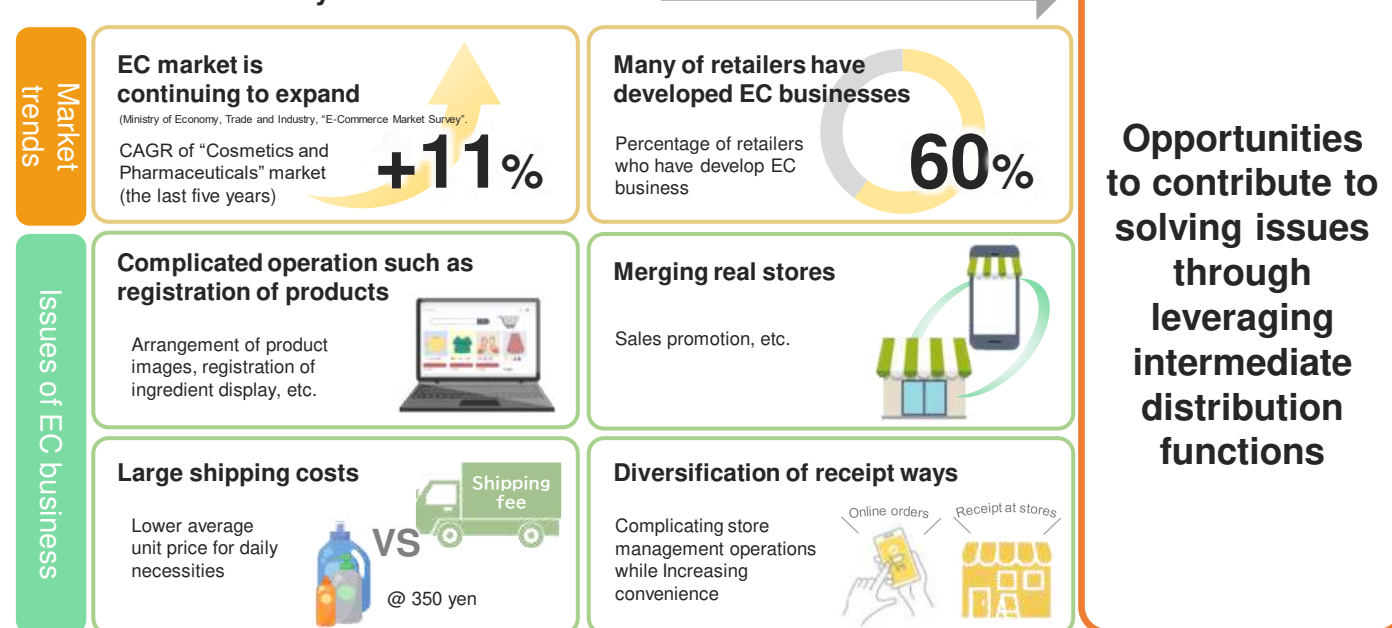 Market
trends
EC market is
continuing to expand
(Ministry of Economy, Trade and Industry, “E-Commerce Market Survey”.
CAGR of “Cosmetics and
Pharmaceuticals” market
(the last five years)
+11%
Many of retailers have
developed EC businesses
Percentage of retailers
who have develop EC
business
60%
Issues of EC business
Complicated operation such as
registration of products
Arrangement of product
images, registration of
ingredient display, etc.
Merging real stores
Sales promotion, etc.
Large shipping costs
Lower average
unit price for daily
necessities
VS
Shipping
fee
@ 350 yen
Diversification of receipt ways
Complicating store
management operations
while Increasing
convenience
Online orders
Receipt at stores
Opportunities
to contribute to
solving issues
through
leveraging
intermediate
distribution
functions